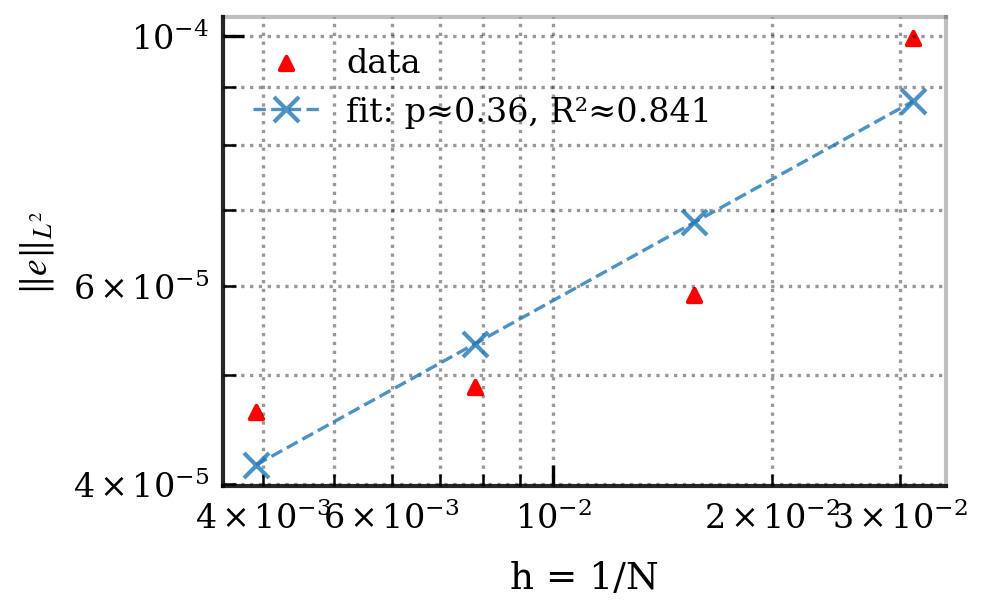 10⁻⁴
data
fit: p≈0.36, R²≈0.841
‖e‖_{L²}
6×10⁻⁵
4×10⁻⁵
4×10⁻³ 6×10⁻³ 10⁻² 2×10⁻² 3×10⁻²
h = 1/N